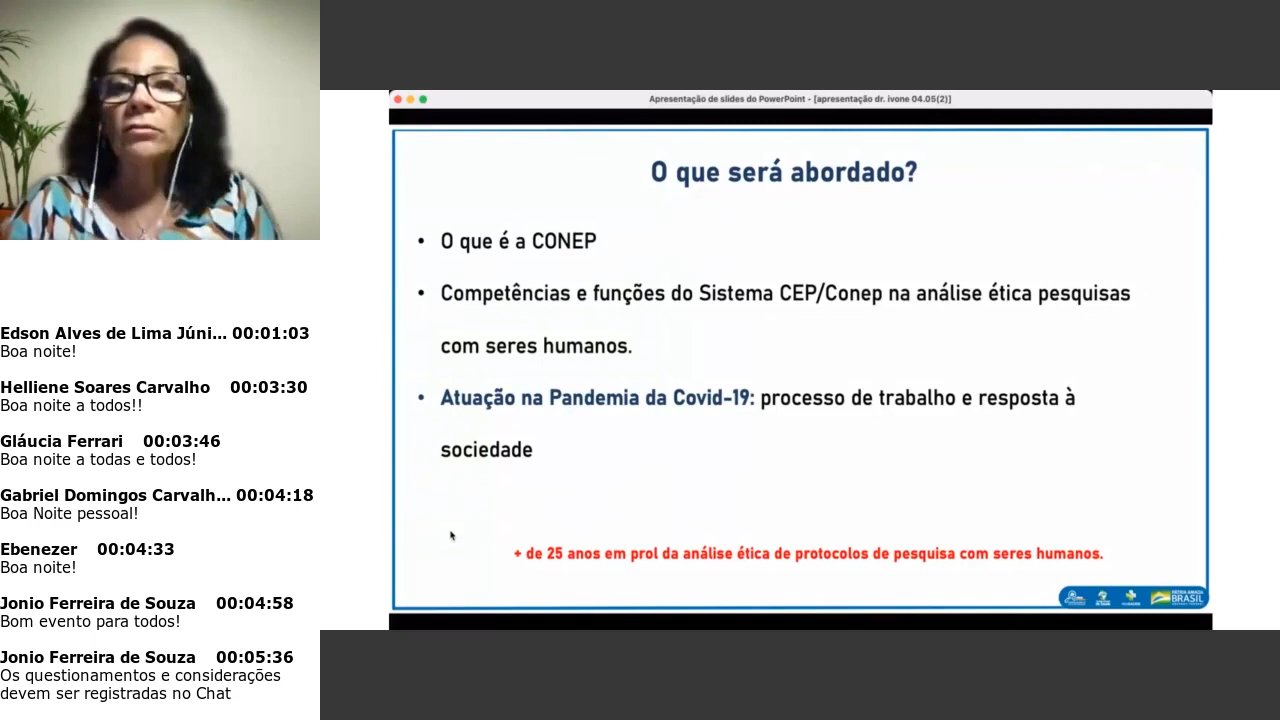 Apresentação de slides do PowerPoint - [apresentação dr. ivone 04.05(2)]
O que será abordado?
• O que é a CONEP
• Competências e funções do Sistema CEP/Conep na análise ética pesquisas
com seres humanos.
• Atuação na Pandemia da Covid-19: processo de trabalho e resposta à
sociedade
+ de 25 anos em prol da análise ética de protocolos de pesquisa com seres humanos.
PÁTRIA AMADA
BRASIL
Edson Alves de Lima Júni... 00:01:03
Boa noite!
Helliene Soares Carvalho 00:03:30
Boa noite a todos!!
Gláucia Ferrari 00:03:46
Boa noite a todas e todos!
Gabriel Domingos Carvalh... 00:04:18
Boa Noite pessoal!
Ebenezer 00:04:33
Boa noite!
Jonio Ferreira de Souza 00:04:58
Bom evento para todos!
Jonio Ferreira de Souza 00:05:36
Os questionamentos e considerações
devem ser registradas no Chat